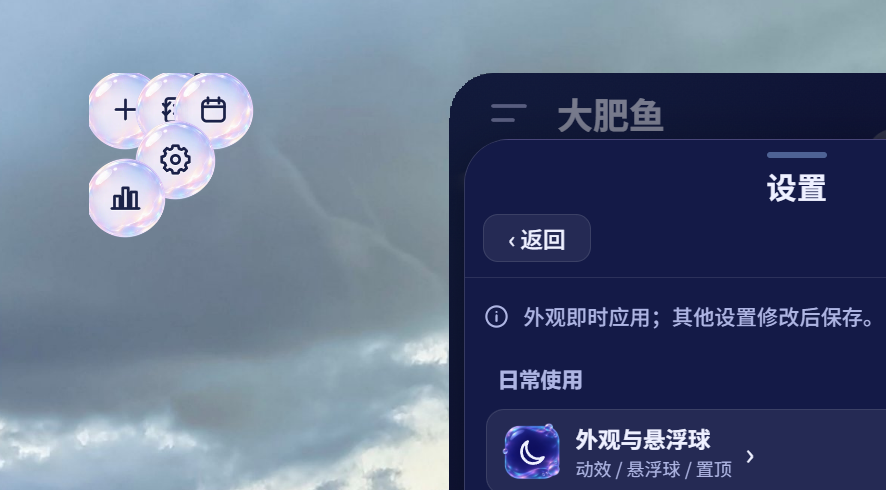 大肥鱼
设置
‹ 返回
外观即时应用；其他设置修改后保存。
日常使用
外观与悬浮球 ›
动效 / 悬浮球 / 置顶